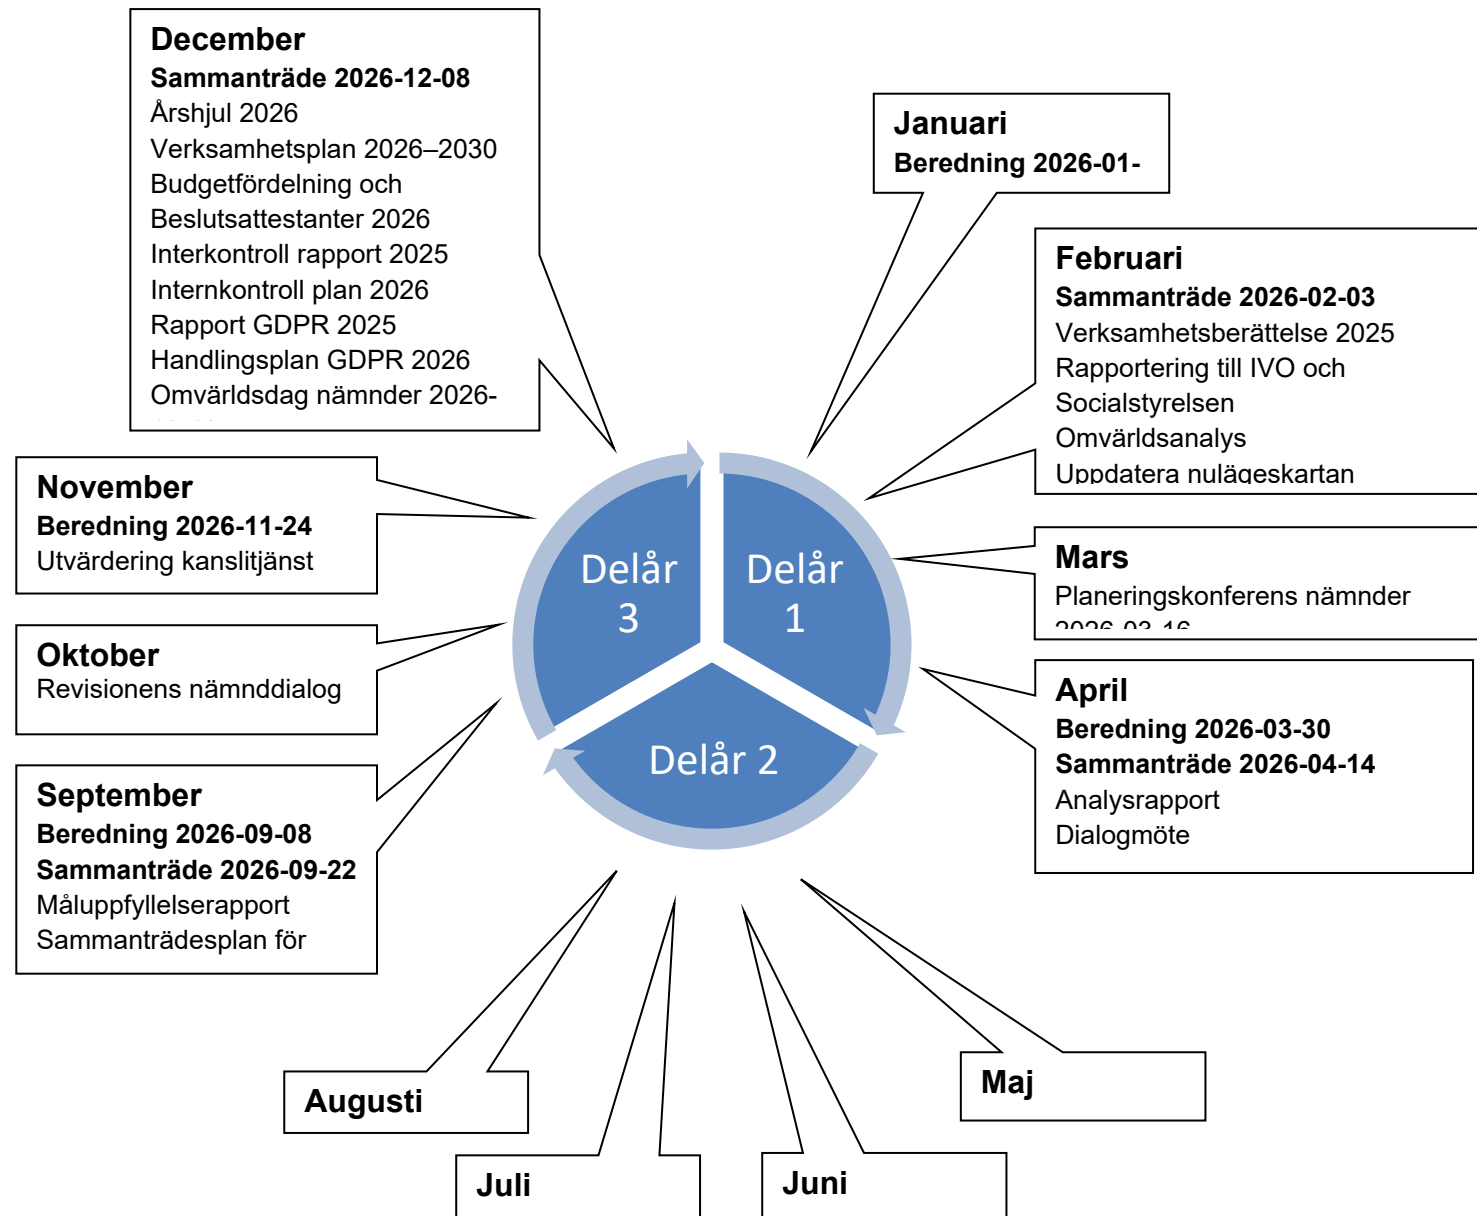 December
Sammanträde 2026-12-08
Årshjul 2026
Verksamhetsplan 2026–2030
Budgetfördelning och
Beslutsattestanter 2026
Interkontroll rapport 2025
Internkontroll plan 2026
Rapport GDPR 2025
Handlingsplan GDPR 2026
Omvärldsdag nämnder 2026-
Januari
Beredning 2026-01-
Februari
Sammanträde 2026-02-03
Verksamhetsberättelse 2025
Rapportering till IVO och
Socialstyrelsen
Omvärldsanalys
Uppdatera nulägeskartan
Mars
Planeringskonferens nämnder
2026-03-16
April
Beredning 2026-03-30
Sammanträde 2026-04-14
Analysrapport
Dialogmöte
Maj
Juni
Juli
Augusti
September
Beredning 2026-09-08
Sammanträde 2026-09-22
Måluppfyllelserapport
Sammanträdesplan för
Oktober
Revisionens nämnddialog
November
Beredning 2026-11-24
Utvärdering kanslitjänst
Delår
1
Delår 2
Delår
3